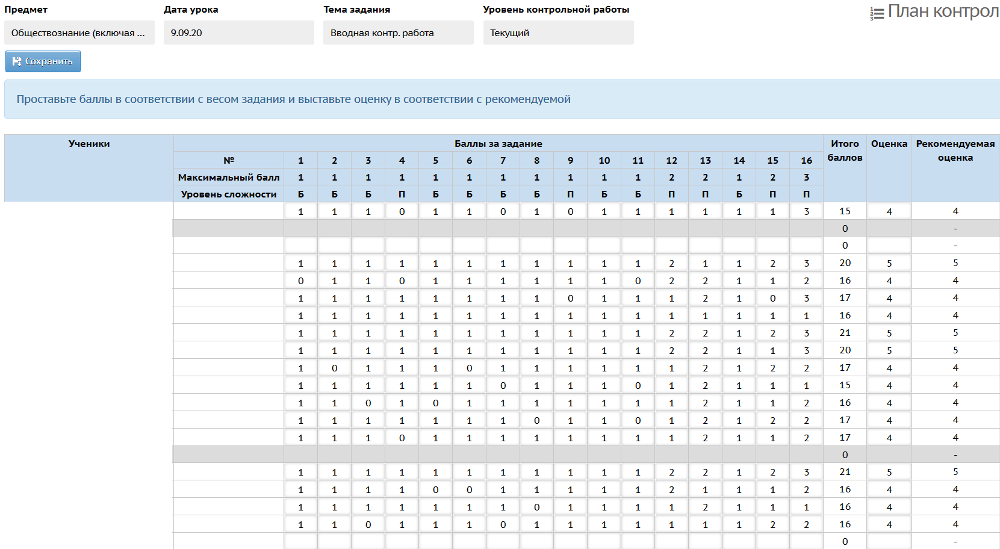 Предмет Дата урока Тема задания Уровень контрольной работы План контрол
Обществознание (включая ... 9.09.20 Вводная контр. работа Текущий
Сохранить
Проставьте баллы в соответствии с весом задания и выставьте оценку в соответствии с рекомендуемой
Ученики Баллы за задание Итого баллов Оценка Рекомендуемая оценка
№ 1 2 3 4 5 6 7 8 9 10 11 12 13 14 15 16
Максимальный балл 1 1 1 1 1 1 1 1 1 1 1 2 2 1 2 3
Уровень сложности Б Б Б П Б Б Б Б П Б Б П П Б П П
1 1 1 0 1 1 0 1 0 1 1 1 1 1 1 3 15 4 4
0 -
0 -
1 1 1 1 1 1 1 1 1 1 1 2 1 1 2 3 20 5 5
0 1 1 0 1 1 1 1 1 1 0 2 2 1 1 2 16 4 4
1 1 1 1 1 1 1 1 0 1 1 1 2 1 0 3 17 4 4
1 1 1 1 1 1 1 1 1 1 1 1 1 1 1 1 16 4 4
1 1 1 1 1 1 1 1 1 1 1 2 2 1 2 3 21 5 5
1 1 1 1 1 1 1 1 1 1 1 2 2 1 1 3 20 5 5
1 0 1 1 1 0 1 1 1 1 1 1 2 1 2 2 17 4 4
1 1 1 1 1 1 0 1 1 1 0 1 2 1 1 1 15 4 4
1 1 0 1 0 1 1 1 1 1 1 1 2 1 1 2 16 4 4
1 1 1 1 1 1 1 0 1 1 0 1 2 1 2 2 17 4 4
1 1 1 0 1 1 1 1 1 1 1 1 2 1 1 2 17 4 4
0 -
1 1 1 1 1 1 1 1 1 1 1 2 2 1 2 3 21 5 5
1 1 1 1 0 0 1 1 1 1 1 2 1 1 1 2 16 4 4
1 1 1 1 1 1 1 0 1 1 1 1 2 1 1 1 16 4 4
1 1 0 1 1 1 0 1 1 1 1 1 1 1 2 2 16 4 4
0 -